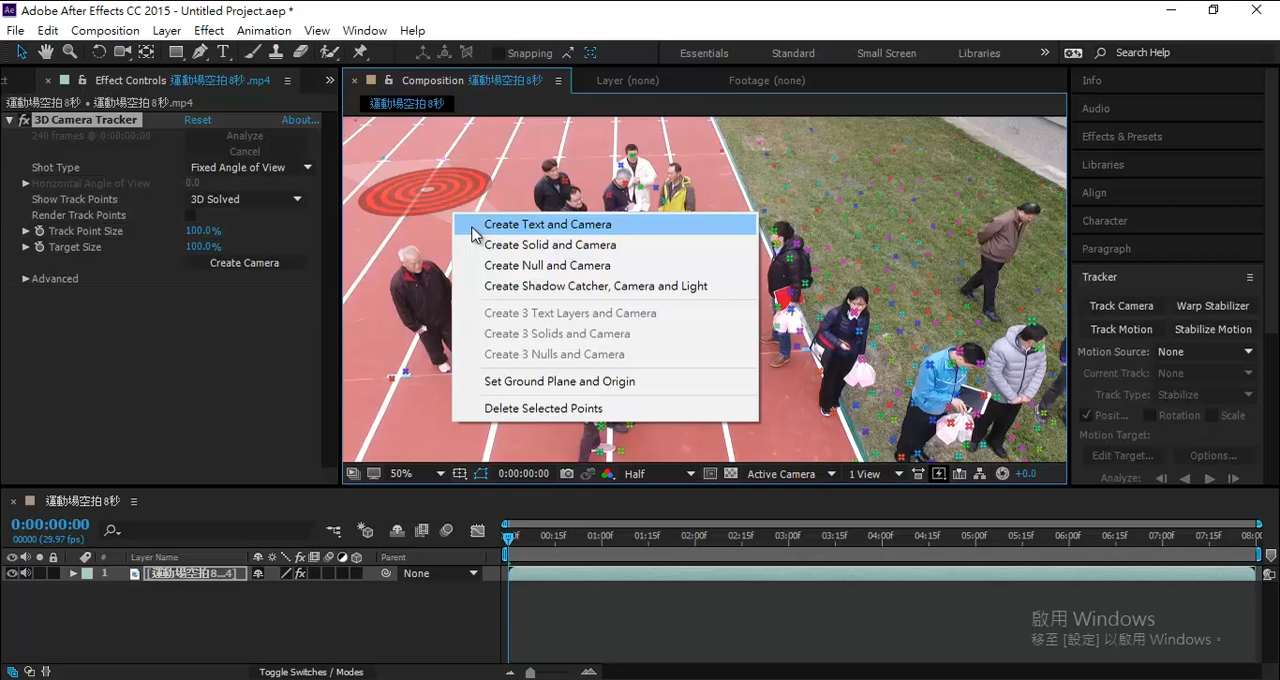 Adobe After Effects CC 2015 - Untitled Project.aep *
File Edit Composition Layer Effect Animation View Window Help
Snapping Essentials Standard Small Screen Libraries Search Help
Effect Controls 運動場空拍8秒.mp4
Composition 運動場空拍8秒
Layer (none)
Footage (none)
運動場空拍8秒 • 運動場空拍8秒.mp4
運動場空拍8秒
fx 3D Camera Tracker Reset About...
240 frames @ 0:00:00:00 Analyze
Cancel
Shot Type Fixed Angle of View
Horizontal Angle of View 0.0
Show Track Points 3D Solved
Render Track Points
Track Point Size 100.0%
Target Size 100.0%
Create Camera
Advanced
Create Text and Camera
Create Solid and Camera
Create Null and Camera
Create Shadow Catcher, Camera and Light
Create 3 Text Layers and Camera
Create 3 Solids and Camera
Create 3 Nulls and Camera
Set Ground Plane and Origin
Delete Selected Points
50% 0:00:00:00 Half Active Camera 1 View +0.0
Info
Audio
Effects & Presets
Libraries
Align
Character
Paragraph
Tracker
Track Camera Warp Stabilizer
Track Motion Stabilize Motion
Motion Source: None
Current Track: None
Track Type: Stabilize
Posit... Rotation Scale
Motion Target:
Edit Target... Options...
Analyze:
運動場空拍8秒
0:00:00:00
00000 (29.97 fps)
# Layer Name Parent
1 [運動場空拍8...4] fx None
00:15f 01:00f 01:15f 02:00f 02:15f 03:00f 03:15f 04:00f 04:15f 05:00f 05:15f 06:00f 06:15f 07:00f 07:15f 08:00
啟用 Windows
移至 [設定] 以啟用 Windows。
Toggle Switches / Modes